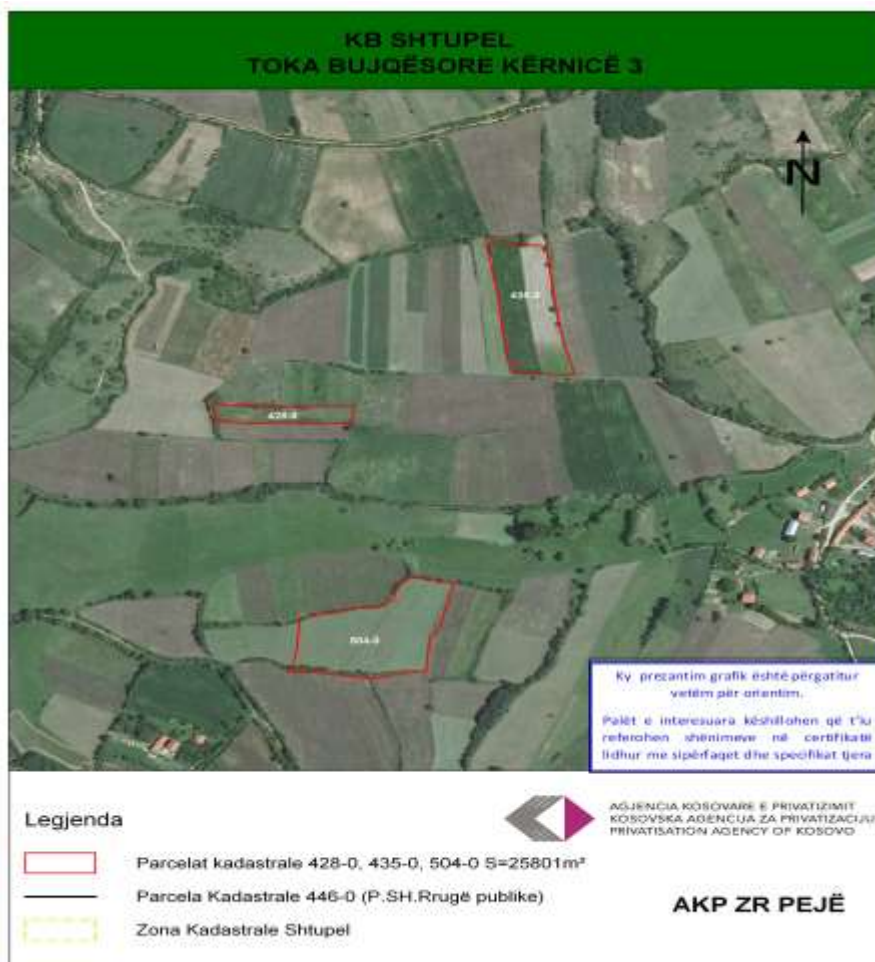 KB SHTUPEL
TOKA BUJQËSORE KËRNICË 3
N
435-0
428-0
504-0
Ky prezantim grafik është përgatitur
vetëm për orientim.
Palët e interesuara këshillohen që t'iu
referohen shënimeve në certifikatë
lidhur me sipërfaqet dhe specifikat tjera
Legjenda
AGJENCIA KOSOVARE E PRIVATIZIMIT
KOSOVSKA AGENCIJA ZA PRIVATIZACIJU
PRIVATISATION AGENCY OF KOSOVO
Parcelat kadastrale 428-0, 435-0, 504-0 S=25801m²
Parcela Kadastrale 446-0 (P.SH.Rrugë publike)
Zona Kadastrale Shtupel
AKP ZR PEJË